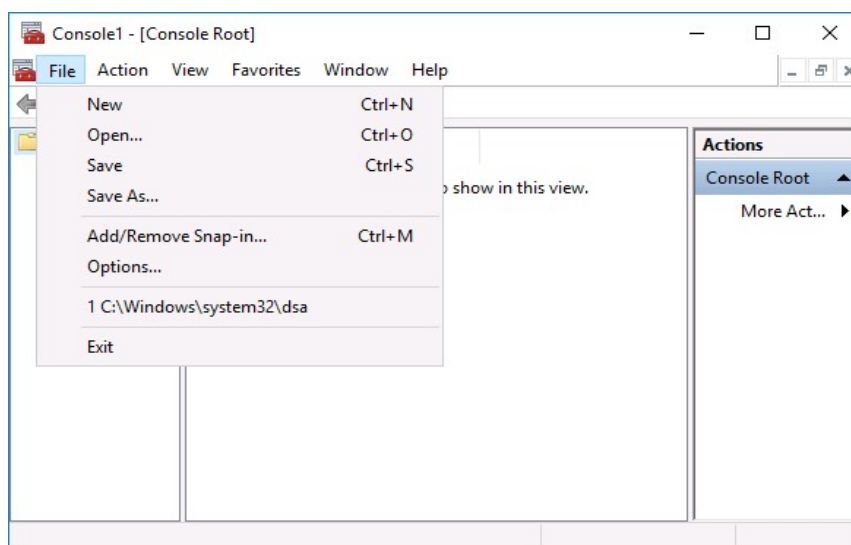 Console1 - [Console Root]
File Action View Favorites Window Help
New Ctrl+N
Open... Ctrl+O
Save Ctrl+S
Save As...
Add/Remove Snap-in... Ctrl+M
Options...
1 C:\Windows\system32\dsa
Exit
show in this view.
Actions
Console Root
More Act...